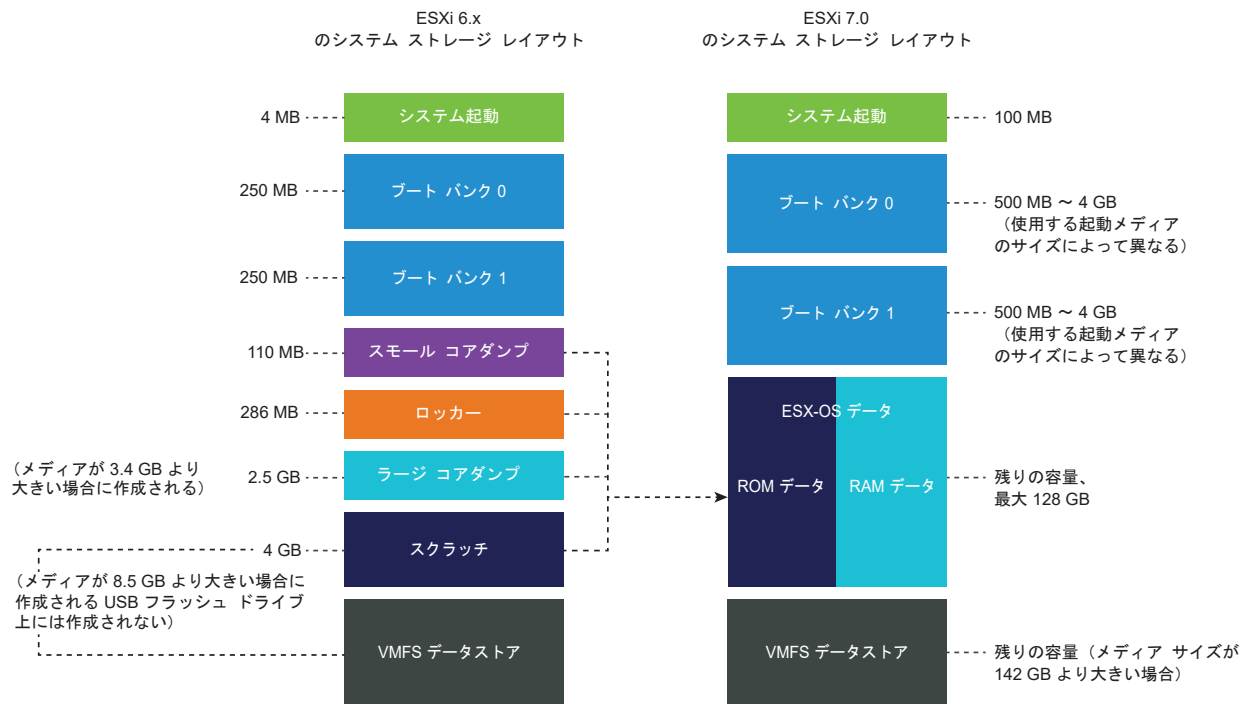 ESXi 6.x
のシステム ストレージ レイアウト
4 MB
システム起動
250 MB
ブート バンク 0
250 MB
ブート バンク 1
110 MB
スモール コアダンプ
286 MB
ロッカー
（メディアが 3.4 GB より
大きい場合に作成される）
2.5 GB
ラージ コアダンプ
4 GB
スクラッチ
（メディアが 8.5 GB より大きい場合に
作成される USB フラッシュ ドライブ
上には作成されない）
VMFS データストア
ESXi 7.0
のシステム ストレージ レイアウト
システム起動
100 MB
ブート バンク 0
500 MB ～ 4 GB
（使用する起動メディア
のサイズによって異なる）
ブート バンク 1
500 MB ～ 4 GB
（使用する起動メディア
のサイズによって異なる）
ESX-OS データ
ROM データ
RAM データ
残りの容量、
最大 128 GB
VMFS データストア
残りの容量（メディア サイズが
142 GB より大きい場合）